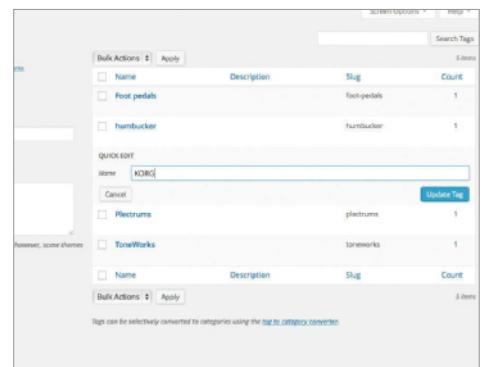 Screen Options Help
Search Tags
Bulk Actions Apply 5 items
Name Description Slug Count
Foot pedals foot-pedals 1
humbucker humbucker 1
QUICK EDIT
Name KORG
Cancel Update Tag
Plectrums plectrums 1
however, some themes ToneWorks toneworks 1
Name Description Slug Count
Bulk Actions Apply 5 items
Tags can be selectively converted to categories using the tag to category converter.